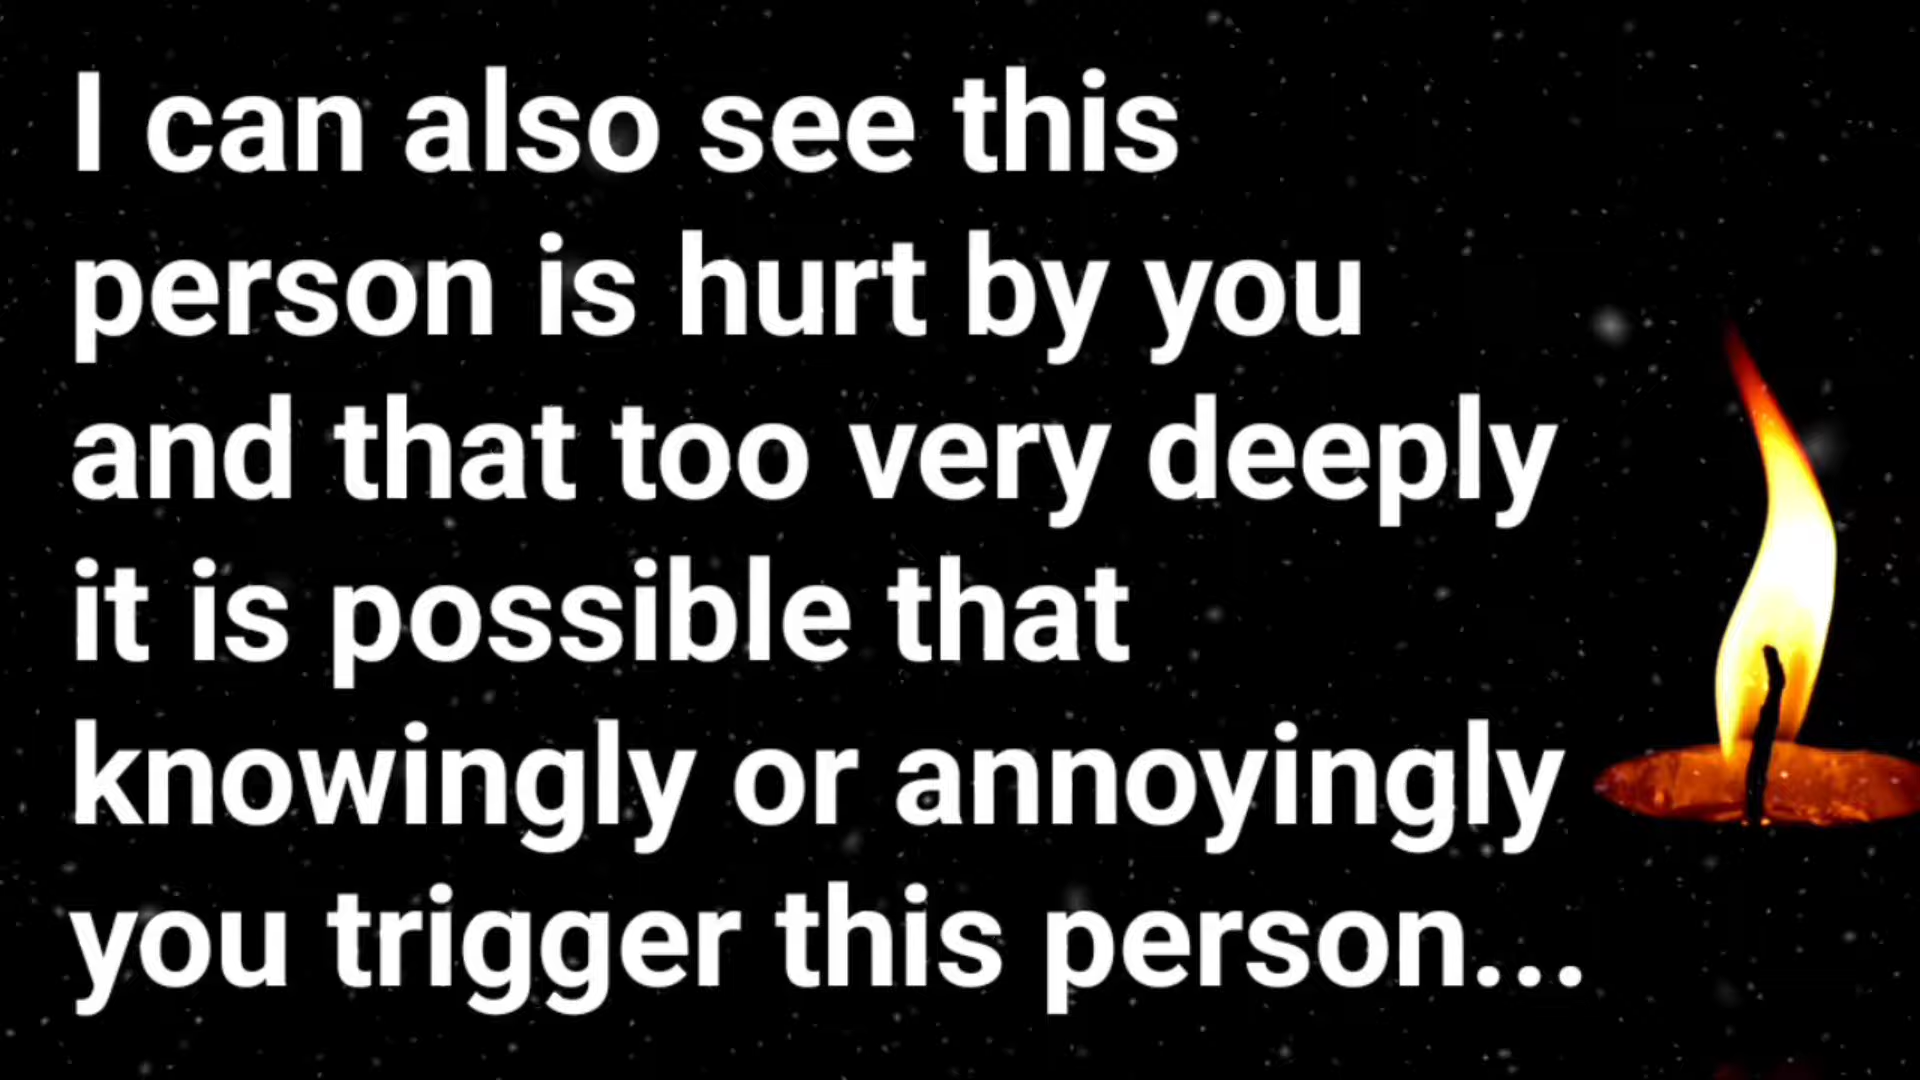 I can also see this
person is hurt by you
and that too very deeply
it is possible that
knowingly or annoyingly
you trigger this person...